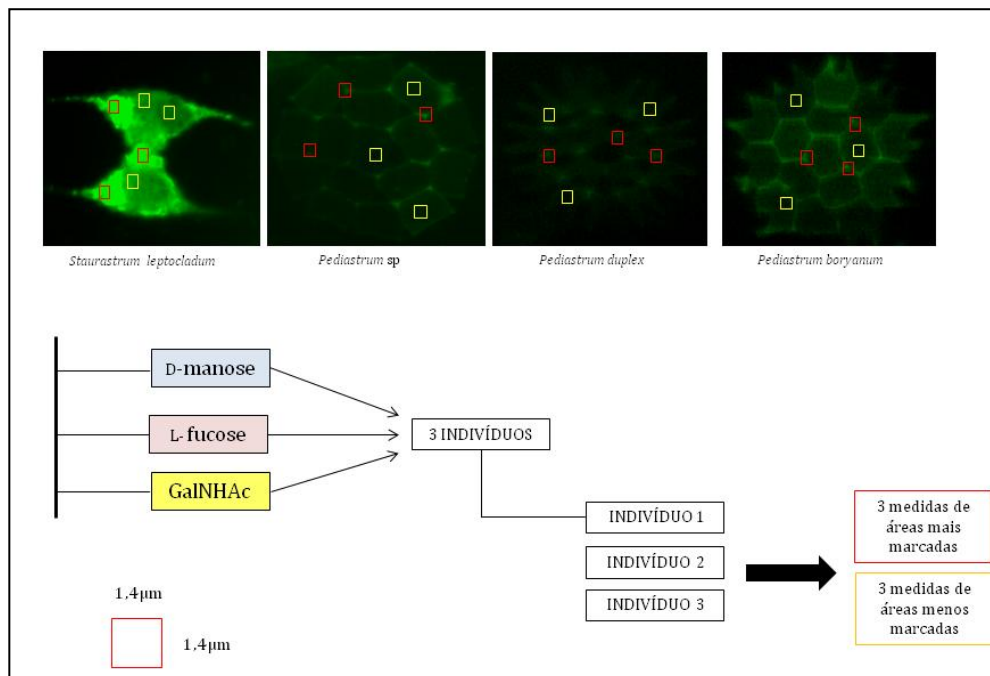 Staurastrum leptocladum
Pediastrum sp
Pediastrum duplex
Pediastrum boryanum
D-manose
L- fucose
GalNHAc
3 INDIVÍDUOS
INDIVÍDUO 1
INDIVÍDUO 2
INDIVÍDUO 3
3 medidas de
áreas mais
marcadas
3 medidas de
áreas menos
marcadas
1,4µm
1,4µm